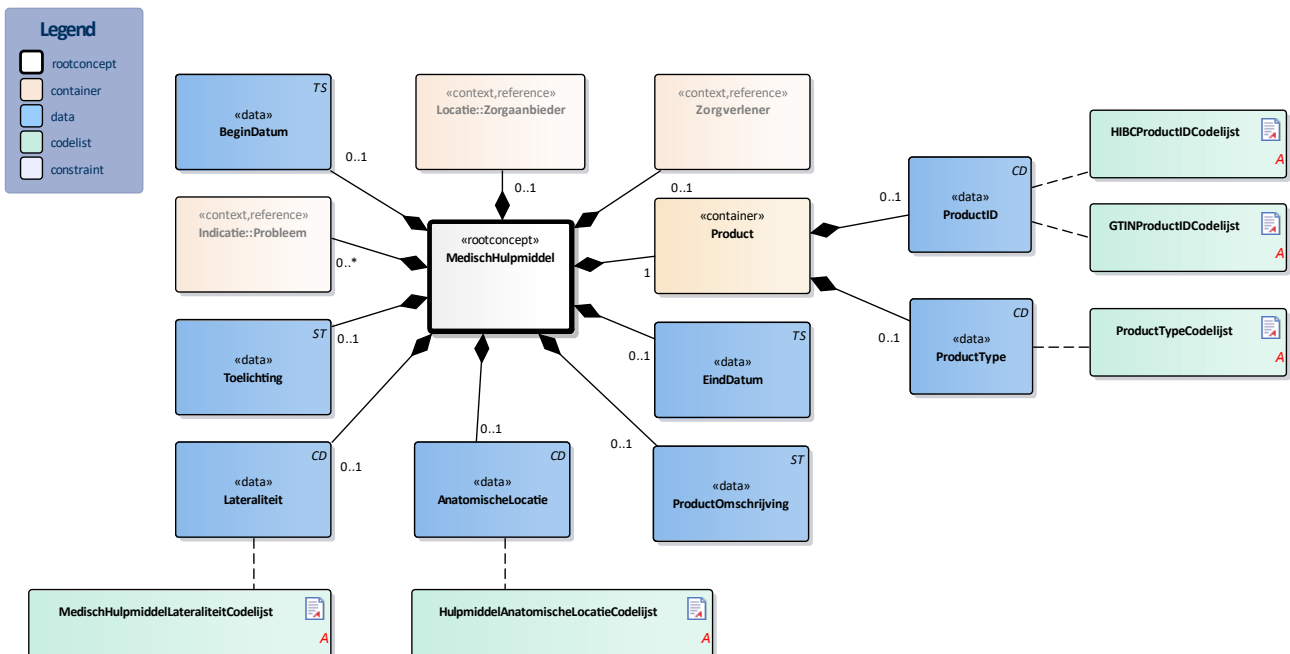 Legend
rootconcept
container
data
codelist
constraint
TS
«data»
BeginDatum
0..1
«context,reference»
Locatie::Zorgaanbieder
0..1
«context,reference»
Zorgverlener
0..1
«context,reference»
Indicatie::Probleem
0..*
«rootconcept»
MedischHulpmiddel
«container»
Product
1
0..1
CD
«data»
ProductID
HIBCProductIDCodelijst
A
GTINProductIDCodelijst
A
0..1
CD
«data»
ProductType
ProductTypeCodelijst
A
ST
«data»
Toelichting
0..1
TS
«data»
EindDatum
0..1
CD
«data»
Lateraliteit
0..1
CD
«data»
AnatomischeLocatie
0..1
ST
«data»
ProductOmschrijving
0..1
MedischHulpmiddelLateraliteitCodelijst
A
HulpmiddelAnatomischeLocatieCodelijst
A